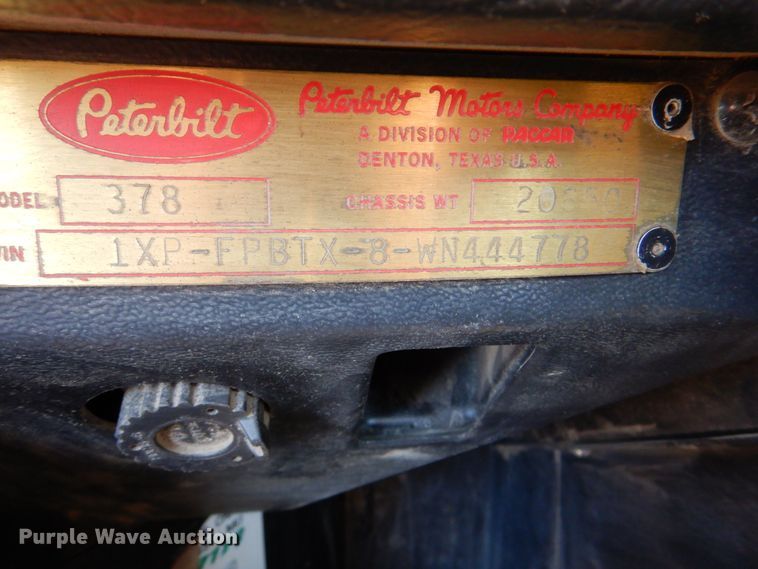 Peterbilt
Peterbilt Motors Company
A DIVISION OF PACCAR
DENTON, TEXAS U.S.A.
ODEL 378 CHASSIS WT
VIN 1XP-FPBTX-8-WN444778
Purple Wave Auction